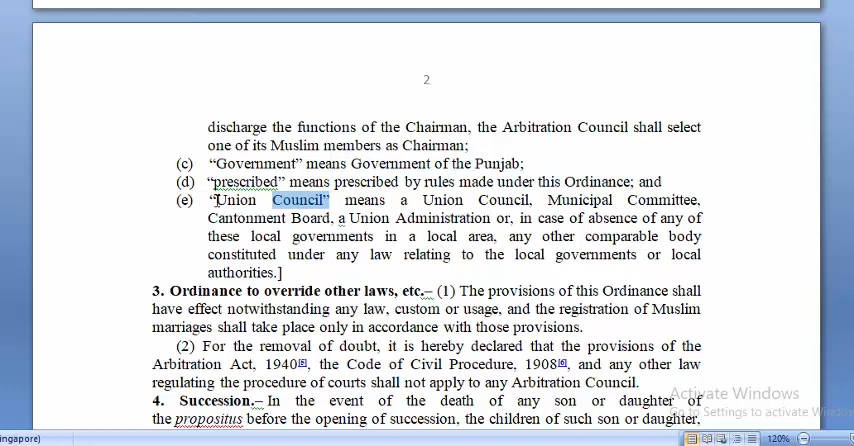 2
discharge the functions of the Chairman, the Arbitration Council shall select
one of its Muslim members as Chairman;
(c) “Government” means Government of the Punjab;
(d) “prescribed” means prescribed by rules made under this Ordinance; and
(e) “Union Council” means a Union Council, Municipal Committee,
Cantonment Board, a Union Administration or, in case of absence of any of
these local governments in a local area, any other comparable body
constituted under any law relating to the local governments or local
authorities.]
3. Ordinance to override other laws, etc.– (1) The provisions of this Ordinance shall
have effect notwithstanding any law, custom or usage, and the registration of Muslim
marriages shall take place only in accordance with those provisions.
(2) For the removal of doubt, it is hereby declared that the provisions of the
Arbitration Act, 1940[5], the Code of Civil Procedure, 1908[6], and any other law
regulating the procedure of courts shall not apply to any Arbitration Council.
4. Succession.– In the event of the death of any son or daughter of
the propositus before the opening of succession, the children of such son or daughter,
Activate Windows
Go to Settings to activate Windows
ingapore)
120%